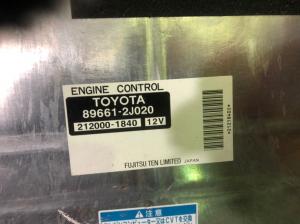 ENGINE CONTROL
TOYOTA
89661-2J020
212000-1840 12V
FUJITSU TEN LIMITED JAPAN
注意